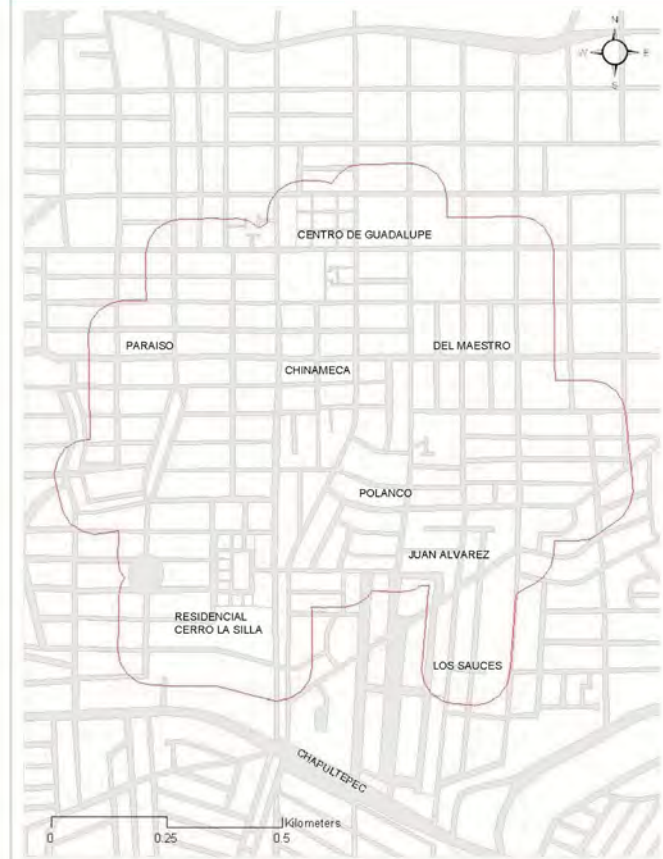 N
W E
S
CENTRO DE GUADALUPE
PARAISO
DEL MAESTRO
CHINAMECA
POLANCO
JUAN ALVAREZ
RESIDENCIAL
CERRO LA SILLA
LOS SAUCES
CHAPULTEPEC
Kilometers
0 0.25 0.5